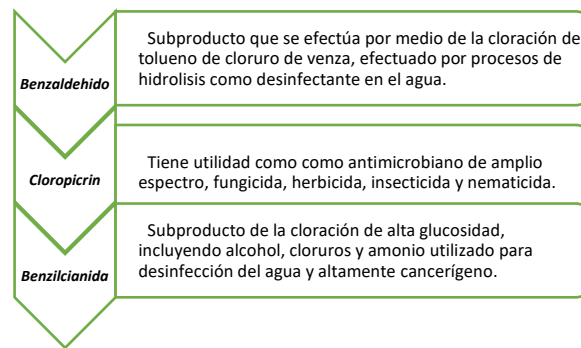 Benzaldehido
Subproducto que se efectúa por medio de la cloración de
tolueno de cloruro de venza, efectuado por procesos de
hidrolisis como desinfectante en el agua.
Cloropicrin
Tiene utilidad como como antimicrobiano de amplio
espectro, fungicida, herbicida, insecticida y nematicida.
Benzilcianida
Subproducto de la cloración de alta glucosidad,
incluyendo alcohol, cloruros y amonio utilizado para
desinfección del agua y altamente cancerígeno.